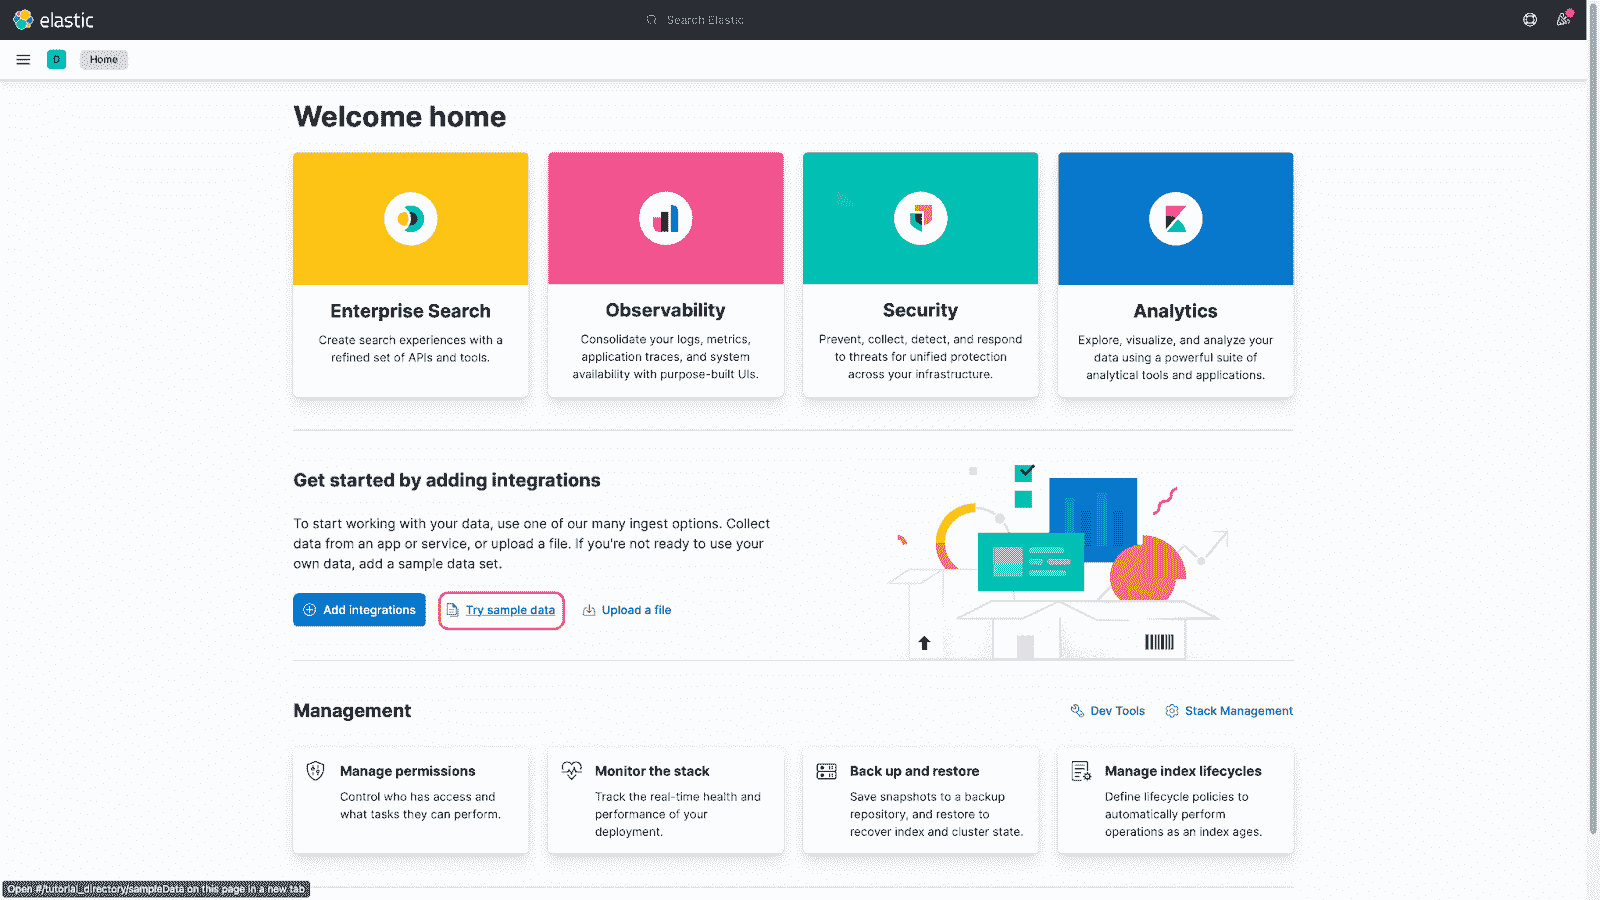 elastic
Search Elastic
D
Home
Welcome home
Enterprise Search
Create search experiences with a
refined set of APIs and tools.
Observability
Consolidate your logs, metrics,
application traces, and system
availability with purpose-built UIs.
Security
Prevent, collect, detect, and respond
to threats for unified protection
across your infrastructure.
Analytics
Explore, visualize, and analyze your
data using a powerful suite of
analytical tools and applications.
Get started by adding integrations
To start working with your data, use one of our many ingest options. Collect
data from an app or service, or upload a file. If you're not ready to use your
own data, add a sample data set.
Add integrations
Try sample data
Upload a file
Management
Dev Tools
Stack Management
Manage permissions
Control who has access and
what tasks they can perform.
Monitor the stack
Track the real-time health and
performance of your
deployment.
Back up and restore
Save snapshots to a backup
repository, and restore to
recover index and cluster state.
Manage index lifecycles
Define lifecycle policies to
automatically perform
operations as an index ages.
Open #/tutorial_directory/sampleData on this page in a new tab